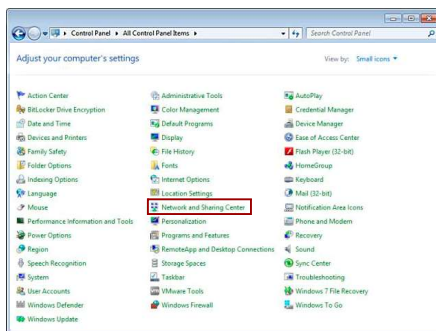 Control Panel ▸ All Control Panel Items ▸
Search Control Panel
Adjust your computer's settings
View by: Small icons
Action Center
Administrative Tools
AutoPlay
BitLocker Drive Encryption
Color Management
Credential Manager
Date and Time
Default Programs
Device Manager
Devices and Printers
Display
Ease of Access Center
Family Safety
File History
Flash Player (32-bit)
Folder Options
Fonts
HomeGroup
Indexing Options
Internet Options
Keyboard
Language
Location Settings
Mail (32-bit)
Mouse
Network and Sharing Center
Notification Area Icons
Performance Information and Tools
Personalization
Phone and Modem
Power Options
Programs and Features
Recovery
Region
RemoteApp and Desktop Connections
Sound
Speech Recognition
Storage Spaces
Sync Center
System
Taskbar
Troubleshooting
User Accounts
VMware Tools
Windows 7 File Recovery
Windows Defender
Windows Firewall
Windows To Go
Windows Update